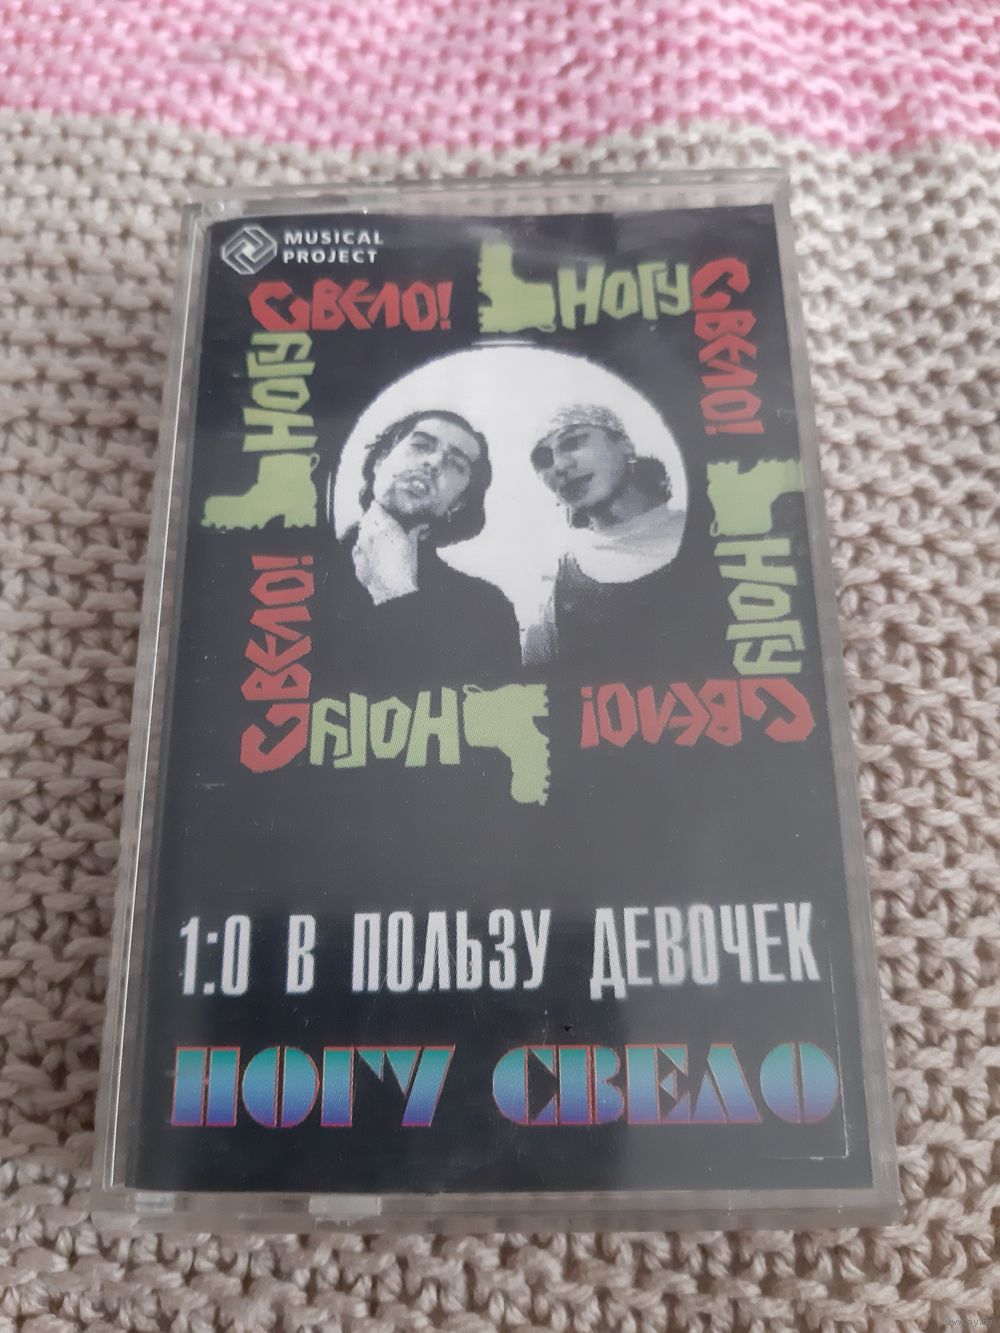 MUSICAL
PROJECT
НОГУ СВЕЛО!
НОГУ СВЕЛО!
НОГУ СВЕЛО!
НОГУ СВЕЛО!
1:0 В ПОЛЬЗУ ДЕВОЧЕК
НОГУ СВЕЛО